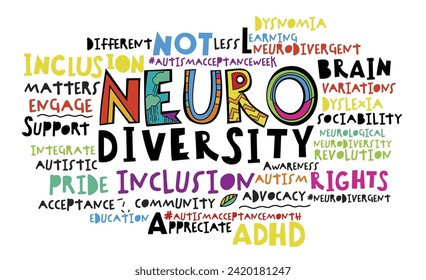 DYSNOMIA
DIFFERENT NOT LESS LEARNING
NEURODIVERGENT
#AUTISMACCEPTANCEWEEK
INCLUSION NEURO BRAIN
MATTERS VARIATIONS
ENGAGE DYSLEXIA
SUPPORT DIVERSITY SOCIABILITY
NEUROLOGICAL
INTEGRATE NEURODIVERSITY
AUTISTIC AWARENESS REVOLUTION
PRIDE INCLUSION AUTISM RIGHTS
ACCEPTANCE COMMUNITY ADVOCACY #NEURODIVERGENT
EDUCATION #AUTISMACCEPTANCEMONTH
APPRECIATE ADHD
shutterstock.com · 2420181247